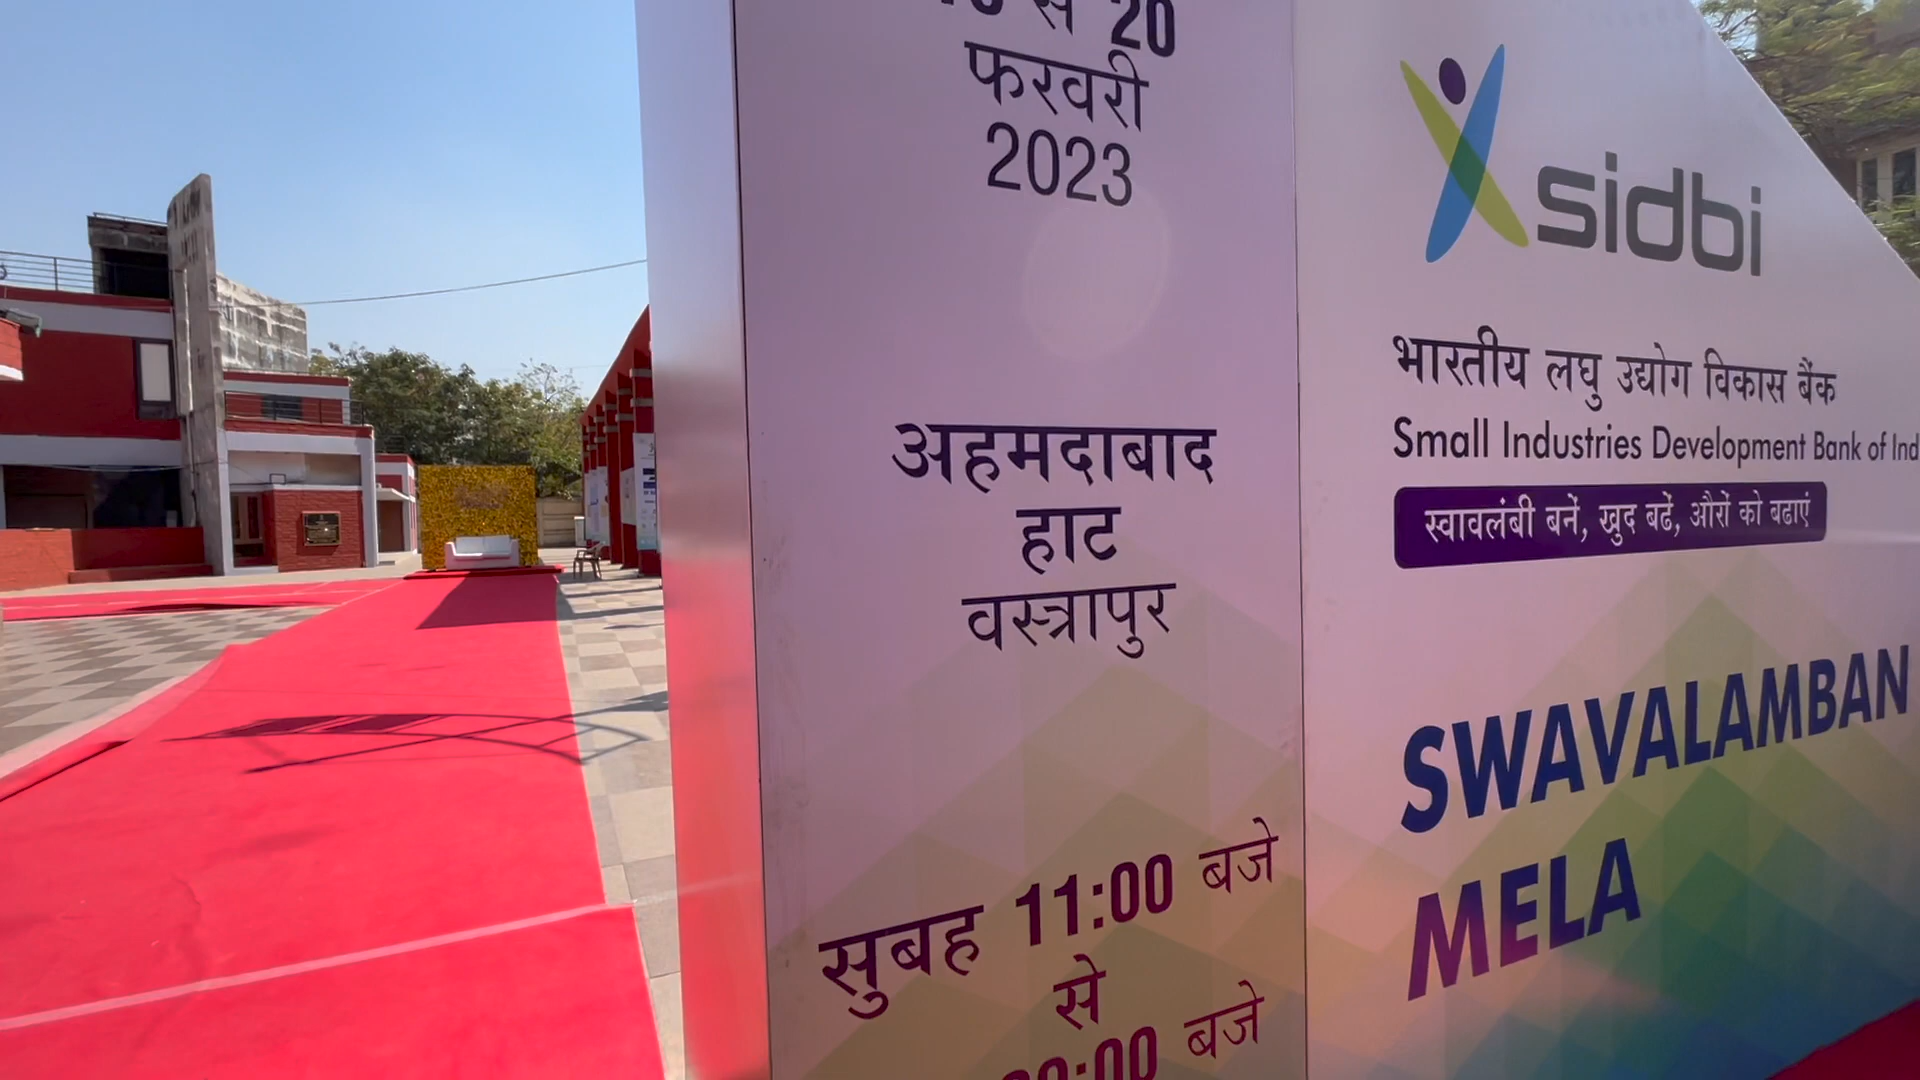 से 20
फरवरी
2023
अहमदाबाद
हाट
वस्त्रापुर
सुबह 11:00 बजे
से
:00 बजे
sidbi
भारतीय लघु उद्योग विकास बैंक
Small Industries Development Bank of Ind
स्वावलंबी बनें, खुद बढें, औरों को बढाएं
SWAVALAMBAN
MELA